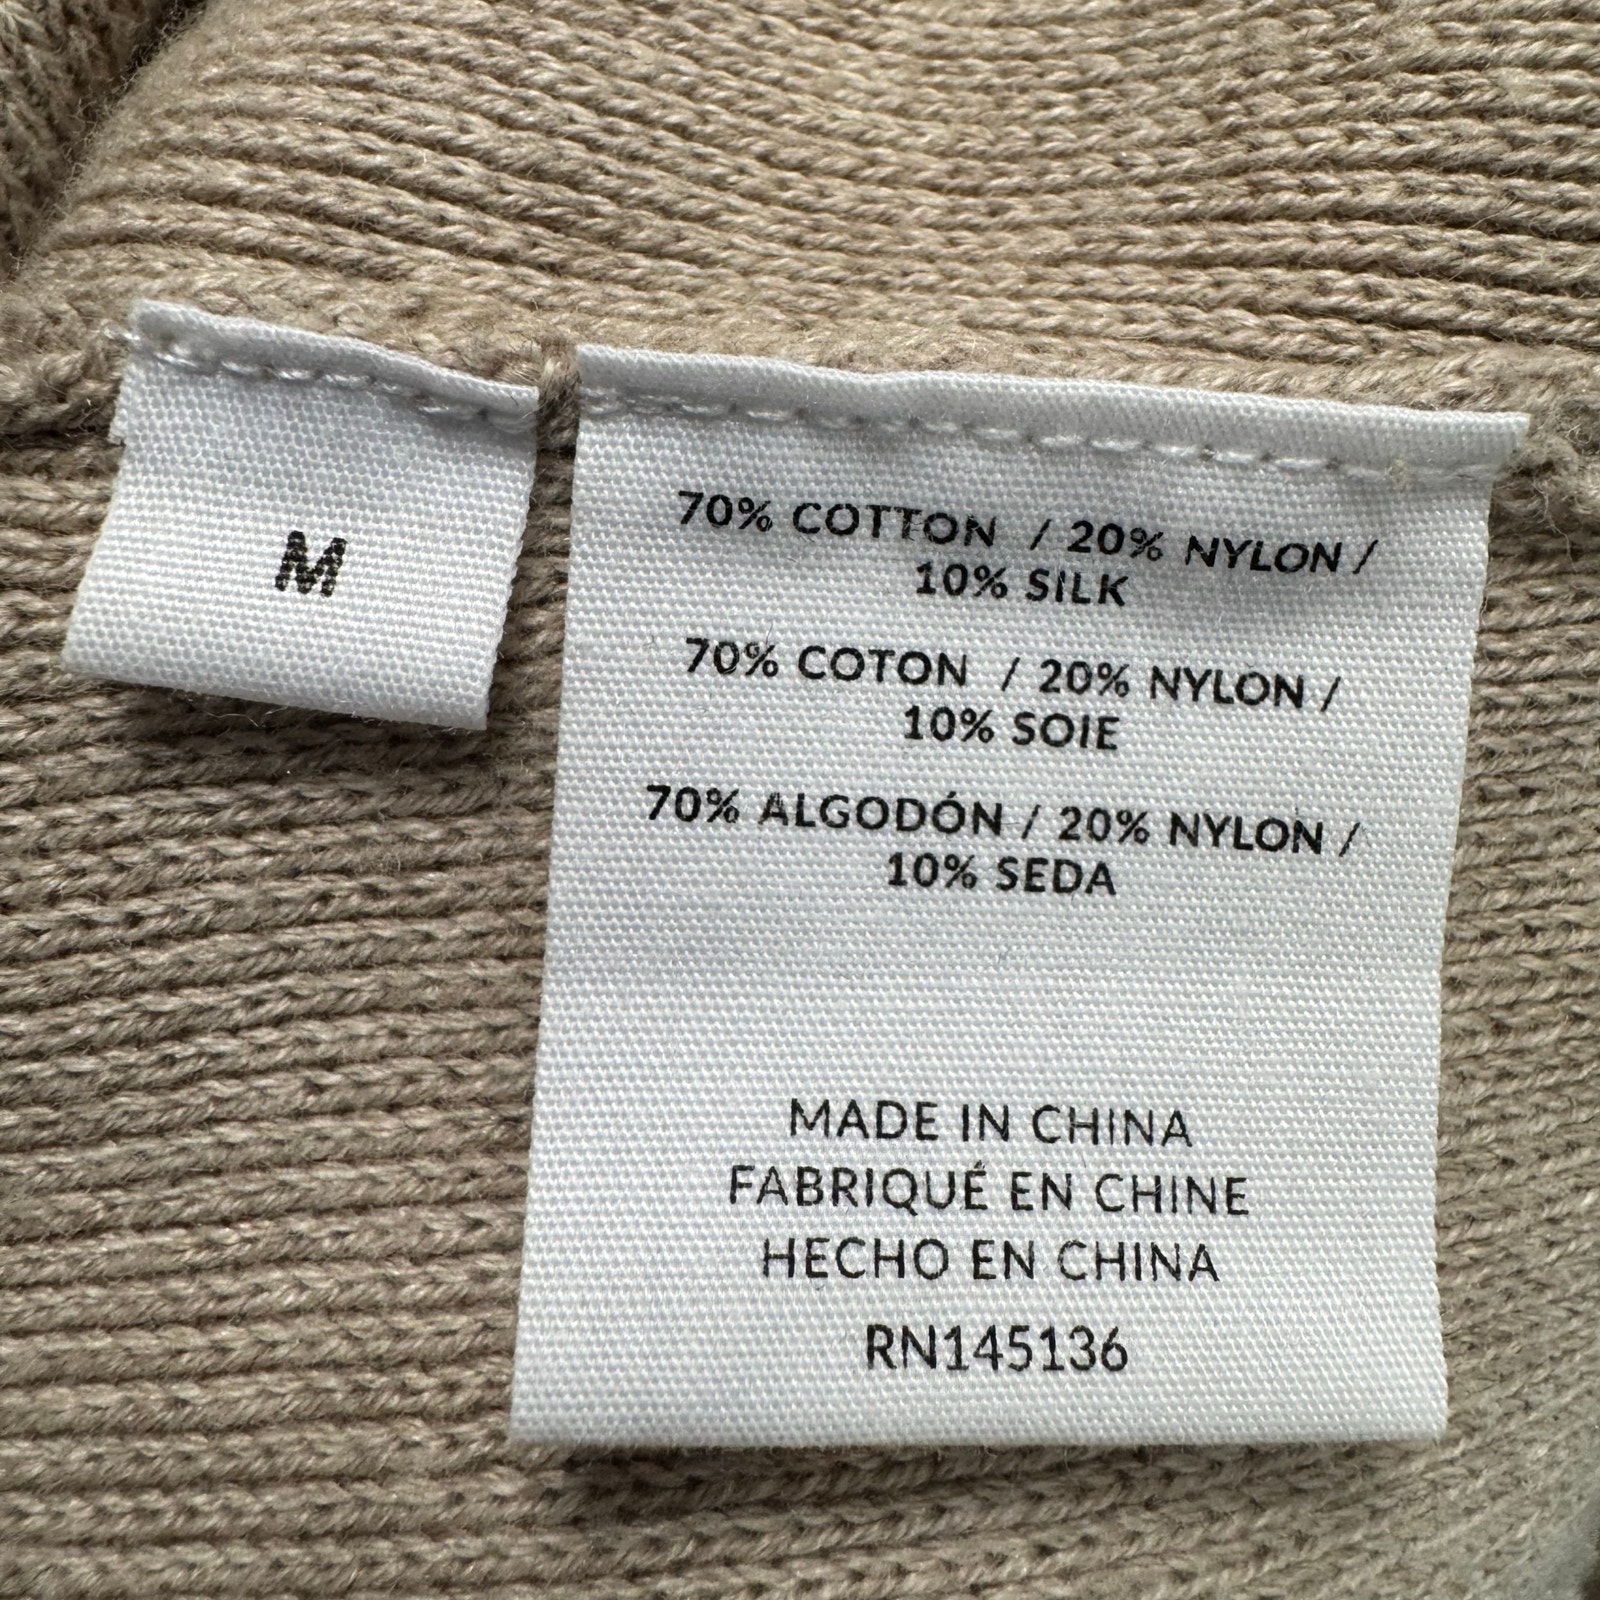 M
70% COTTON / 20% NYLON /
10% SILK
70% COTON / 20% NYLON /
10% SOIE
70% ALGODÓN / 20% NYLON /
10% SEDA
MADE IN CHINA
FABRIQUÉ EN CHINE
HECHO EN CHINA
RN145136